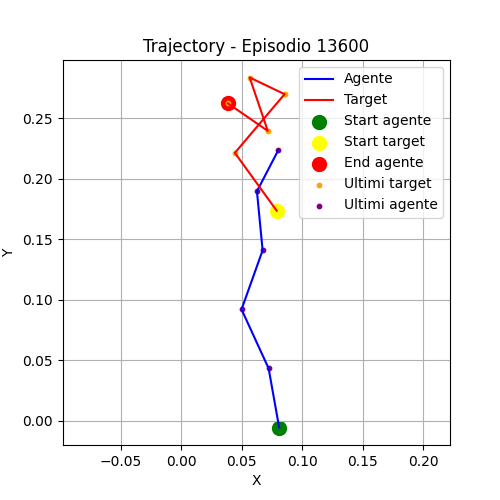 Trajectory - Episodio 13600
Agente
Target
Start agente
Start target
End agente
Ultimi target
Ultimi agente
Y
0.25
0.20
0.15
0.10
0.05
0.00
−0.05
0.00
0.05
0.10
0.15
0.20
X